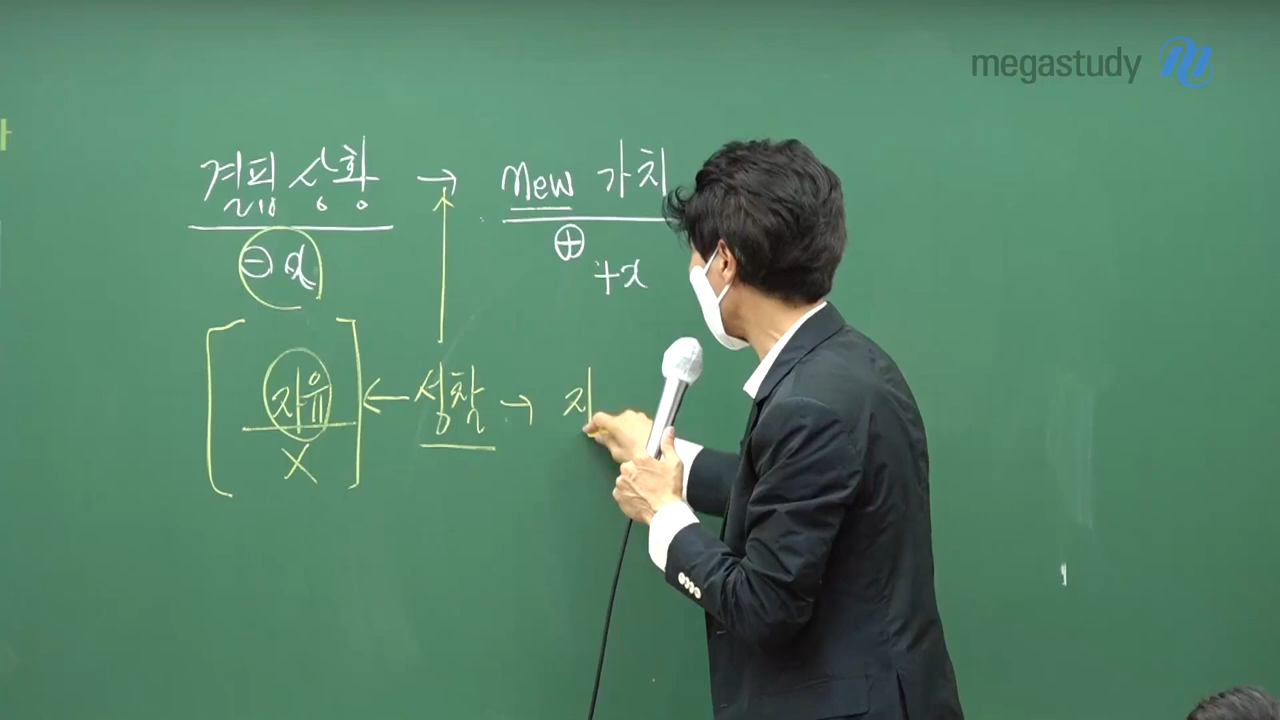 megastudy
결핍 상황 → New 가치
⊖ α ⊕
+x
자유 ← 성찰 → 지
X